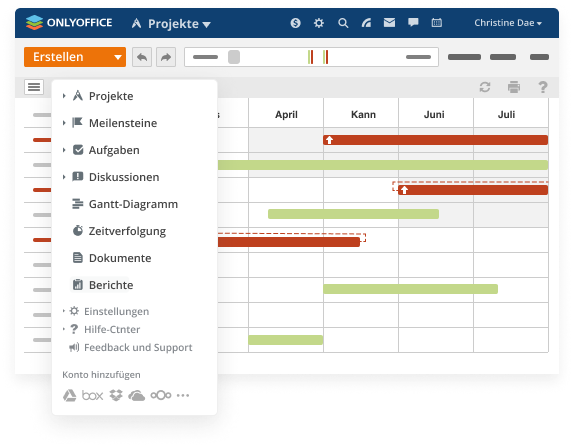 ONLYOFFICE Projekte Christine Dae
Erstellen
Projekte
Meilensteine
Aufgaben
Diskussionen
Gantt-Diagramm
Zeitverfolgung
Dokumente
Berichte
Einstellungen
Hilfe-Ctnter
Feedback und Support
Konto hinzufügen
box
s April Kann Juni Juli